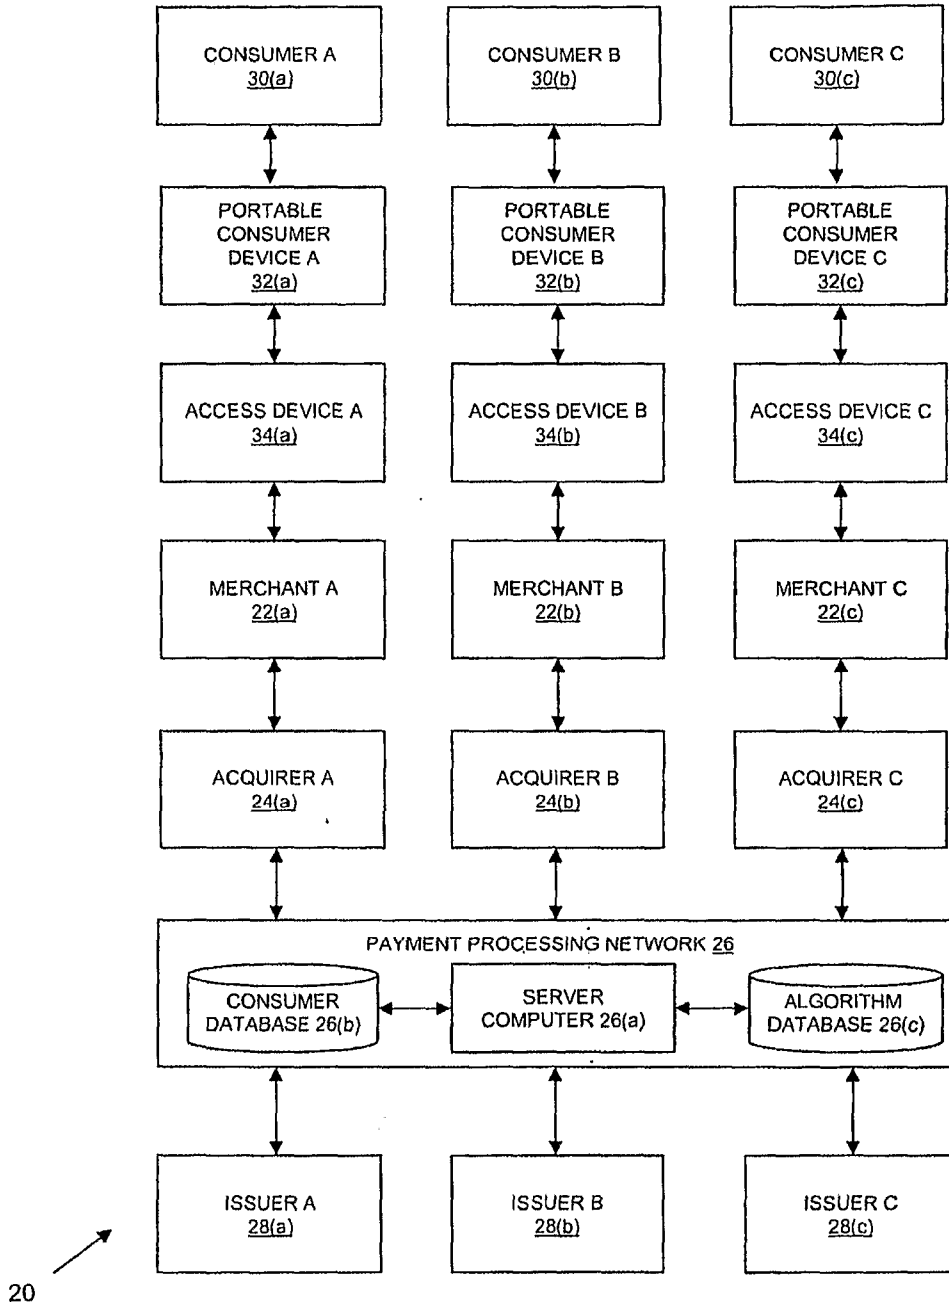 CONSUMER A
30(a)
CONSUMER B
30(b)
CONSUMER C
30(c)
PORTABLE
CONSUMER
DEVICE A
32(a)
PORTABLE
CONSUMER
DEVICE B
32(b)
PORTABLE
CONSUMER
DEVICE C
32(c)
ACCESS DEVICE A
34(a)
ACCESS DEVICE B
34(b)
ACCESS DEVICE C
34(c)
MERCHANT A
22(a)
MERCHANT B
22(b)
MERCHANT C
22(c)
ACQUIRER A
24(a)
ACQUIRER B
24(b)
ACQUIRER C
24(c)
PAYMENT PROCESSING NETWORK 26
CONSUMER
DATABASE 26(b)
SERVER
COMPUTER 26(a)
ALGORITHM
DATABASE 26(c)
ISSUER A
28(a)
ISSUER B
28(b)
ISSUER C
28(c)
20